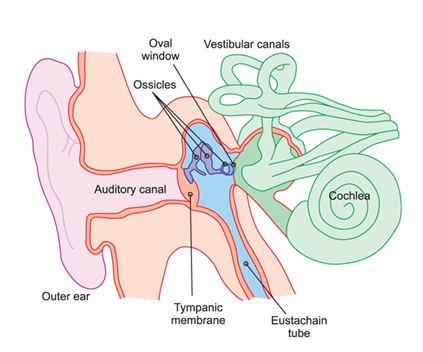 Oval
window
Vestibular canals
Ossicles
Auditory canal
Cochlea
Outer ear
Tympanic
membrane
Eustachain
tube